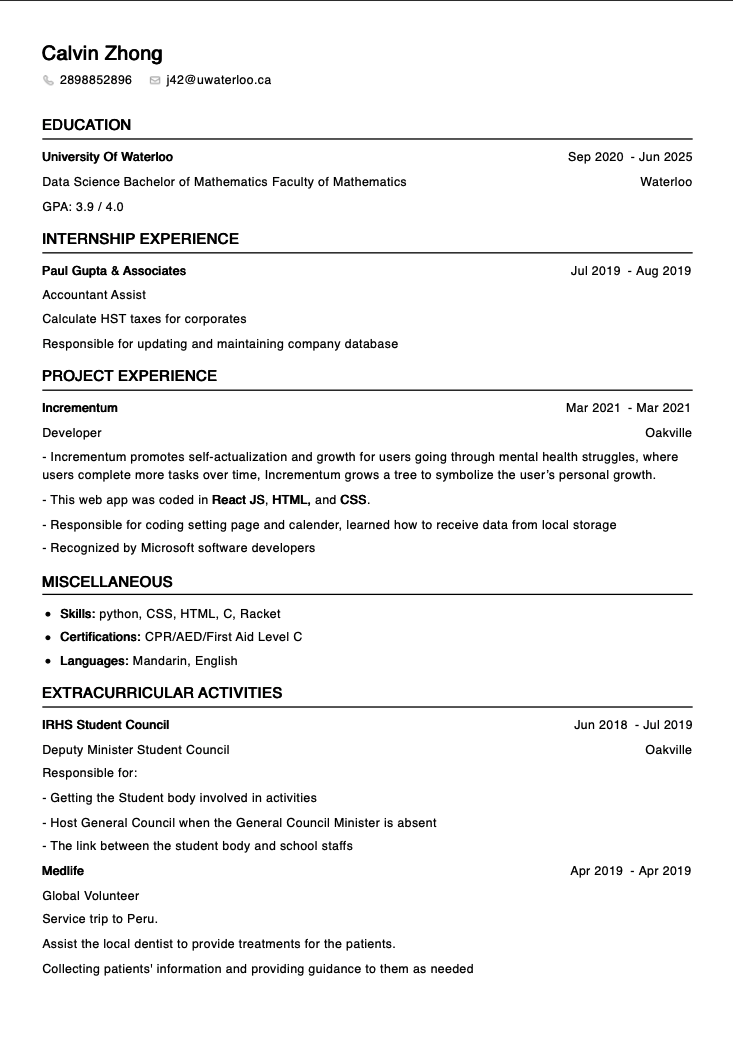 Calvin Zhong
2898852896 j42@uwaterloo.ca
EDUCATION
University Of Waterloo Sep 2020 - Jun 2025
Data Science Bachelor of Mathematics Faculty of Mathematics Waterloo
GPA: 3.9 / 4.0
INTERNSHIP EXPERIENCE
Paul Gupta & Associates Jul 2019 - Aug 2019
Accountant Assist
Calculate HST taxes for corporates
Responsible for updating and maintaining company database
PROJECT EXPERIENCE
Incrementum Mar 2021 - Mar 2021
Developer Oakville
- Incrementum promotes self-actualization and growth for users going through mental health struggles, where
users complete more tasks over time, Incrementum grows a tree to symbolize the user's personal growth.
- This web app was coded in React JS, HTML, and CSS.
- Responsible for coding setting page and calender, learned how to receive data from local storage
- Recognized by Microsoft software developers
MISCELLANEOUS
• Skills: python, CSS, HTML, C, Racket
• Certifications: CPR/AED/First Aid Level C
• Languages: Mandarin, English
EXTRACURRICULAR ACTIVITIES
IRHS Student Council Jun 2018 - Jul 2019
Deputy Minister Student Council Oakville
Responsible for:
- Getting the Student body involved in activities
- Host General Council when the General Council Minister is absent
- The link between the student body and school staffs
Medlife Apr 2019 - Apr 2019
Global Volunteer
Service trip to Peru.
Assist the local dentist to provide treatments for the patients.
Collecting patients' information and providing guidance to them as needed